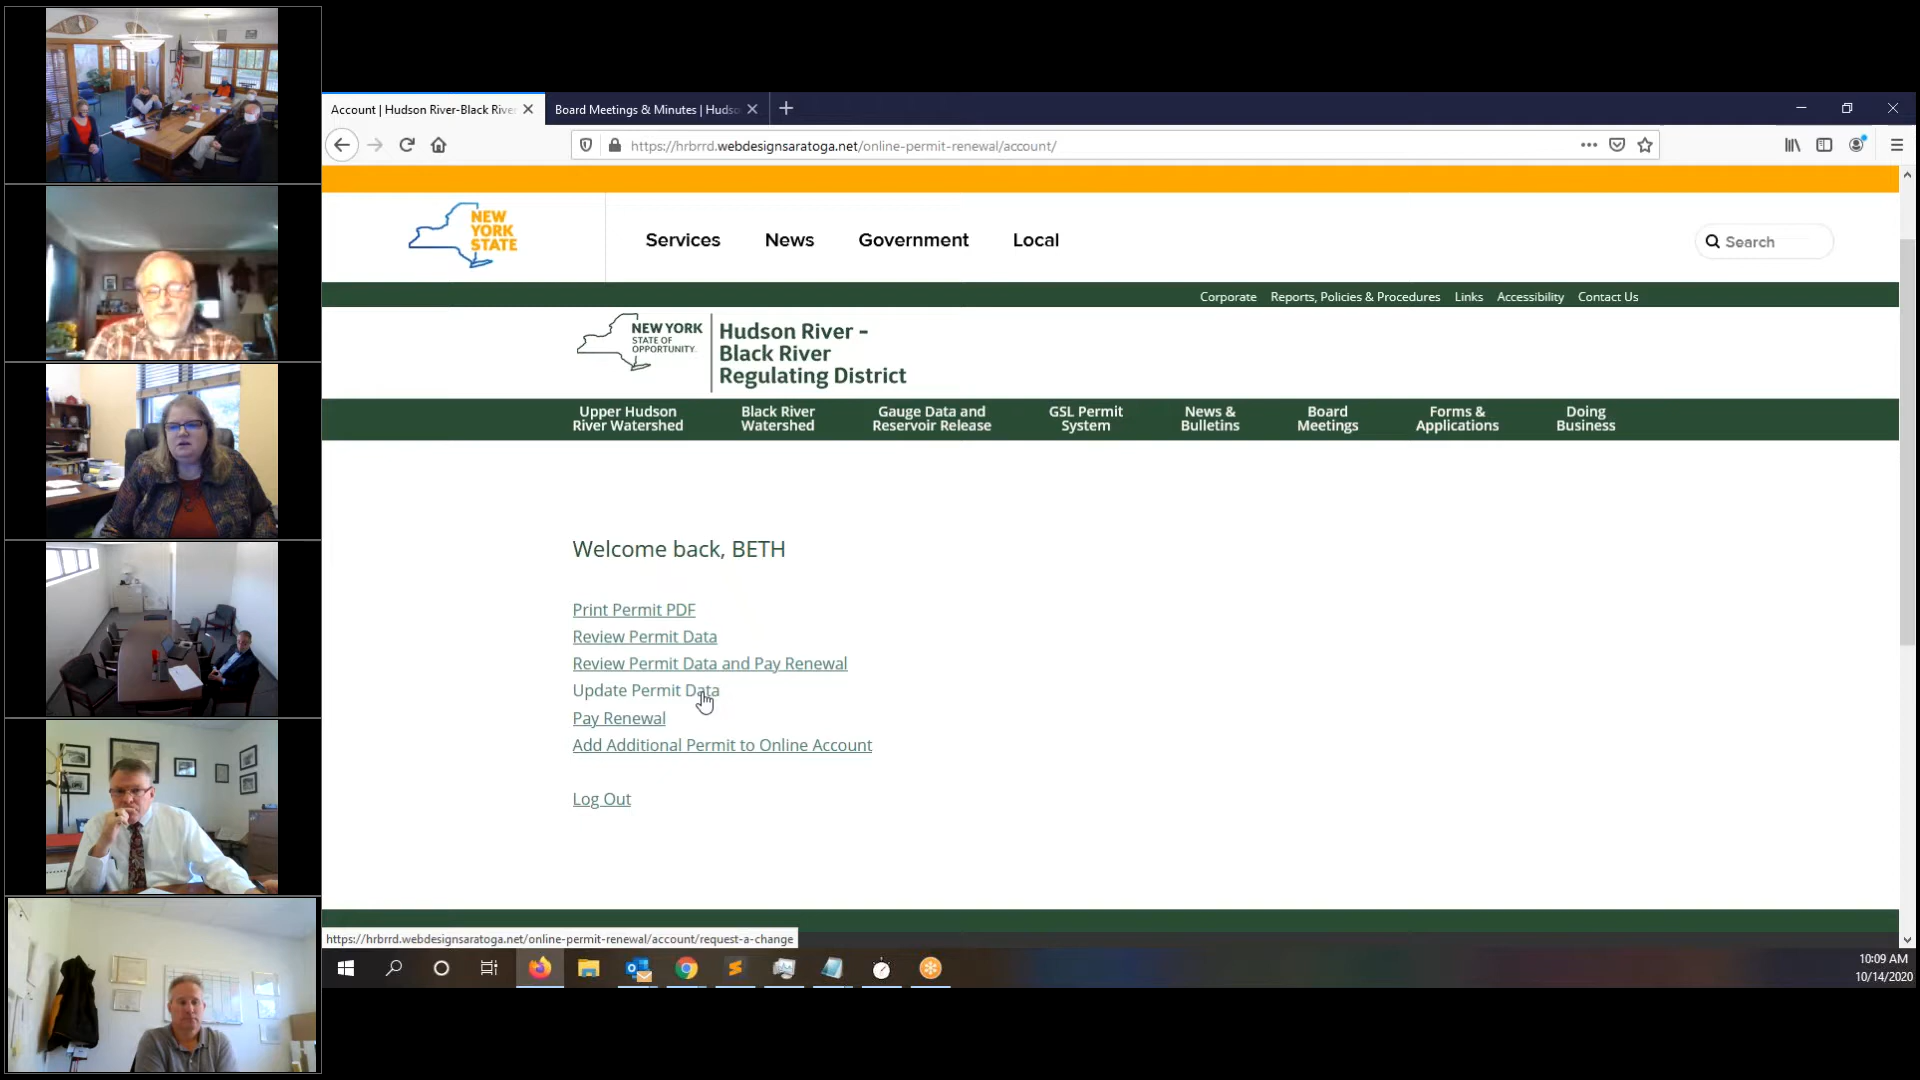 Account | Hudson River-Black Rive
Board Meetings & Minutes | Hudso
https://hrbrrd.webdesignsaratoga.net/online-permit-renewal/account/
NEW
YORK
STATE
Services
News
Government
Local
Search
Corporate
Reports, Policies & Procedures
Links
Accessibility
Contact Us
NEW YORK
STATE OF
OPPORTUNITY.
Hudson River –
Black River
Regulating District
Upper Hudson
River Watershed
Black River
Watershed
Gauge Data and
Reservoir Release
GSL Permit
System
News &
Bulletins
Board
Meetings
Forms &
Applications
Doing
Business
Welcome back, BETH
Print Permit PDF
Review Permit Data
Review Permit Data and Pay Renewal
Update Permit Data
Pay Renewal
Add Additional Permit to Online Account
Log Out
https://hrbrrd.webdesignsaratoga.net/online-permit-renewal/account/request-a-change
10:09 AM
10/14/2020